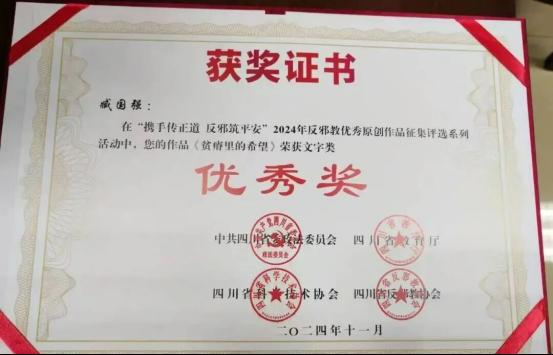 获奖证书
臧国强：
在“携手传正道 反邪筑平安”2024年反邪教优秀原创作品征集评选系列
活动中，您的作品《贫瘠里的希望》荣获文字类
优秀奖
中共四川省委政法委员会 四川省教育厅
四川省科学技术协会 四川省反邪教协会
二〇二四年十一月